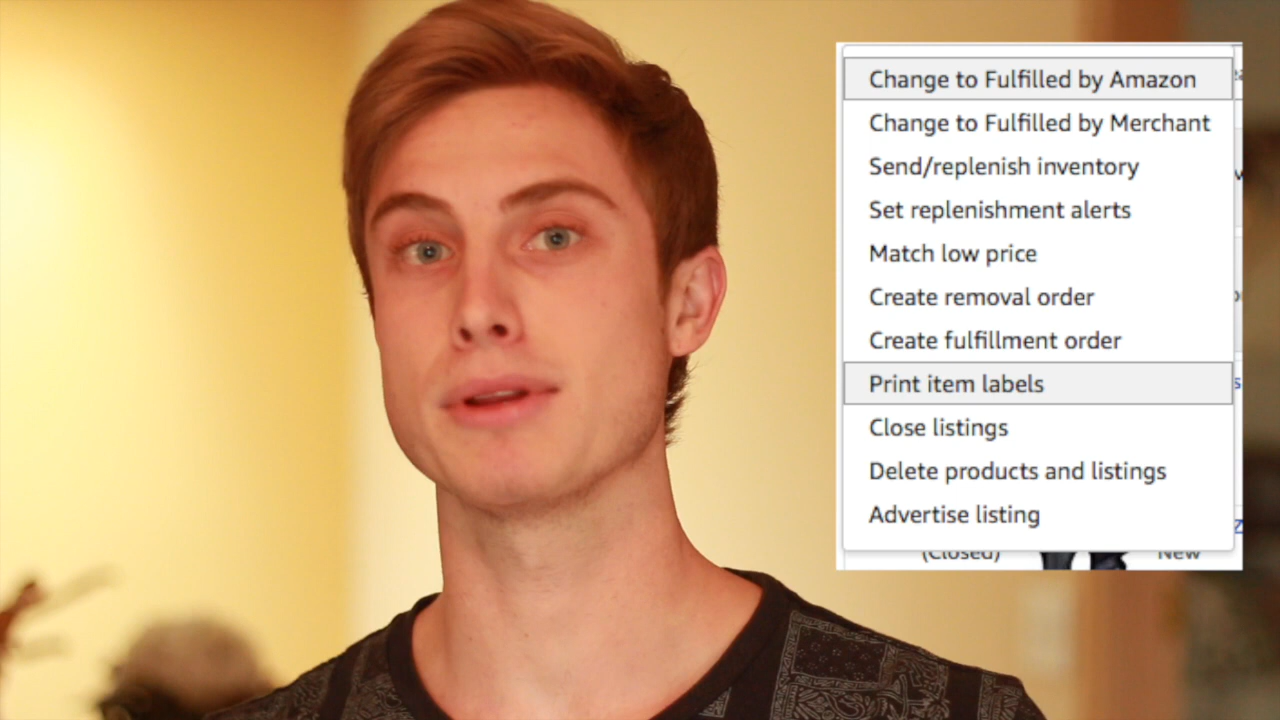 Change to Fulfilled by Amazon
Change to Fulfilled by Merchant
Send/replenish inventory
Set replenishment alerts
Match low price
Create removal order
Create fulfillment order
Print item labels
Close listings
Delete products and listings
Advertise listing
(Closed)
New